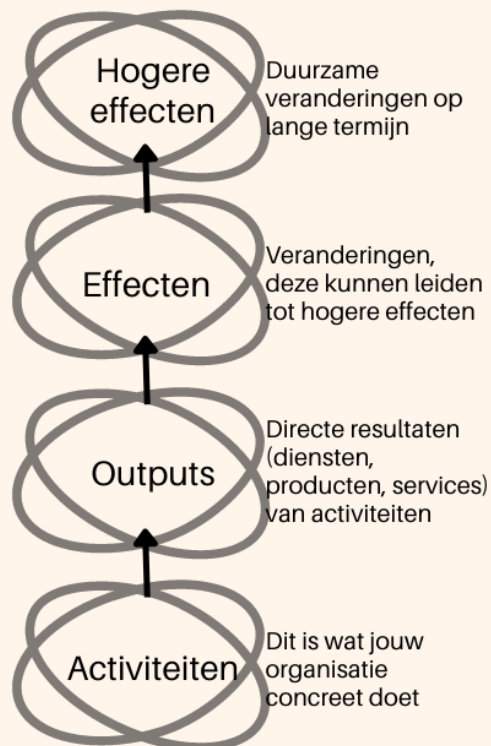 Hogere
effecten
Duurzame
veranderingen op
lange termijn
Effecten
Veranderingen,
deze kunnen leiden
tot hogere effecten
Outputs
Directe resultaten
(diensten,
producten, services)
van activiteiten
Activiteiten
Dit is wat jouw
organisatie
concreet doet